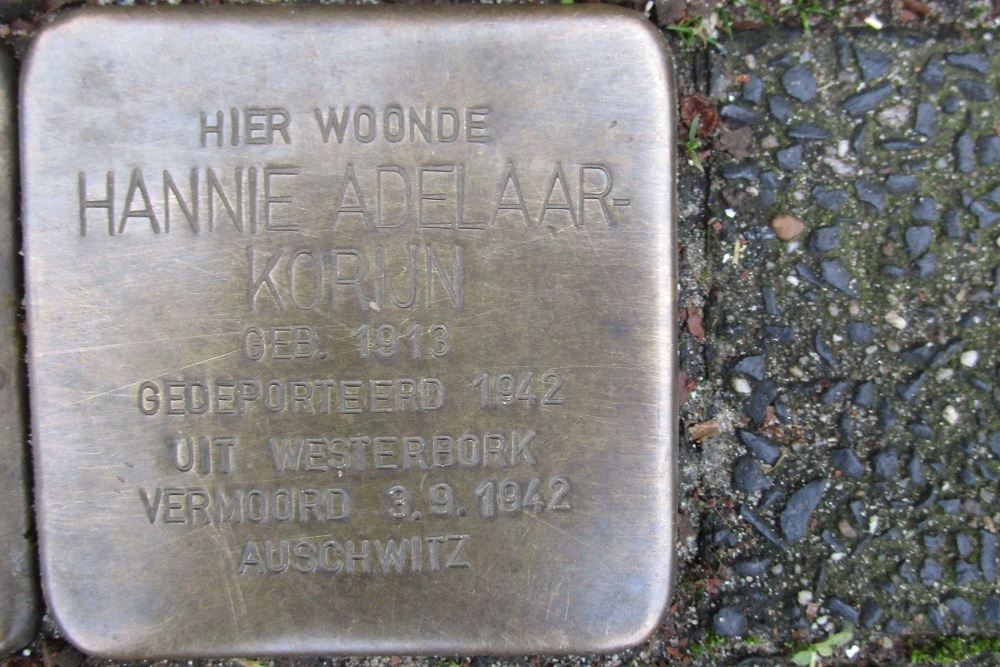 HIER WOONDE
HANNIE ADELAAR-
KORIJN
GEB. 1913
GEDEPORTEERD 1942
UIT WESTERBORK
VERMOORD 3.9.1942
AUSCHWITZ